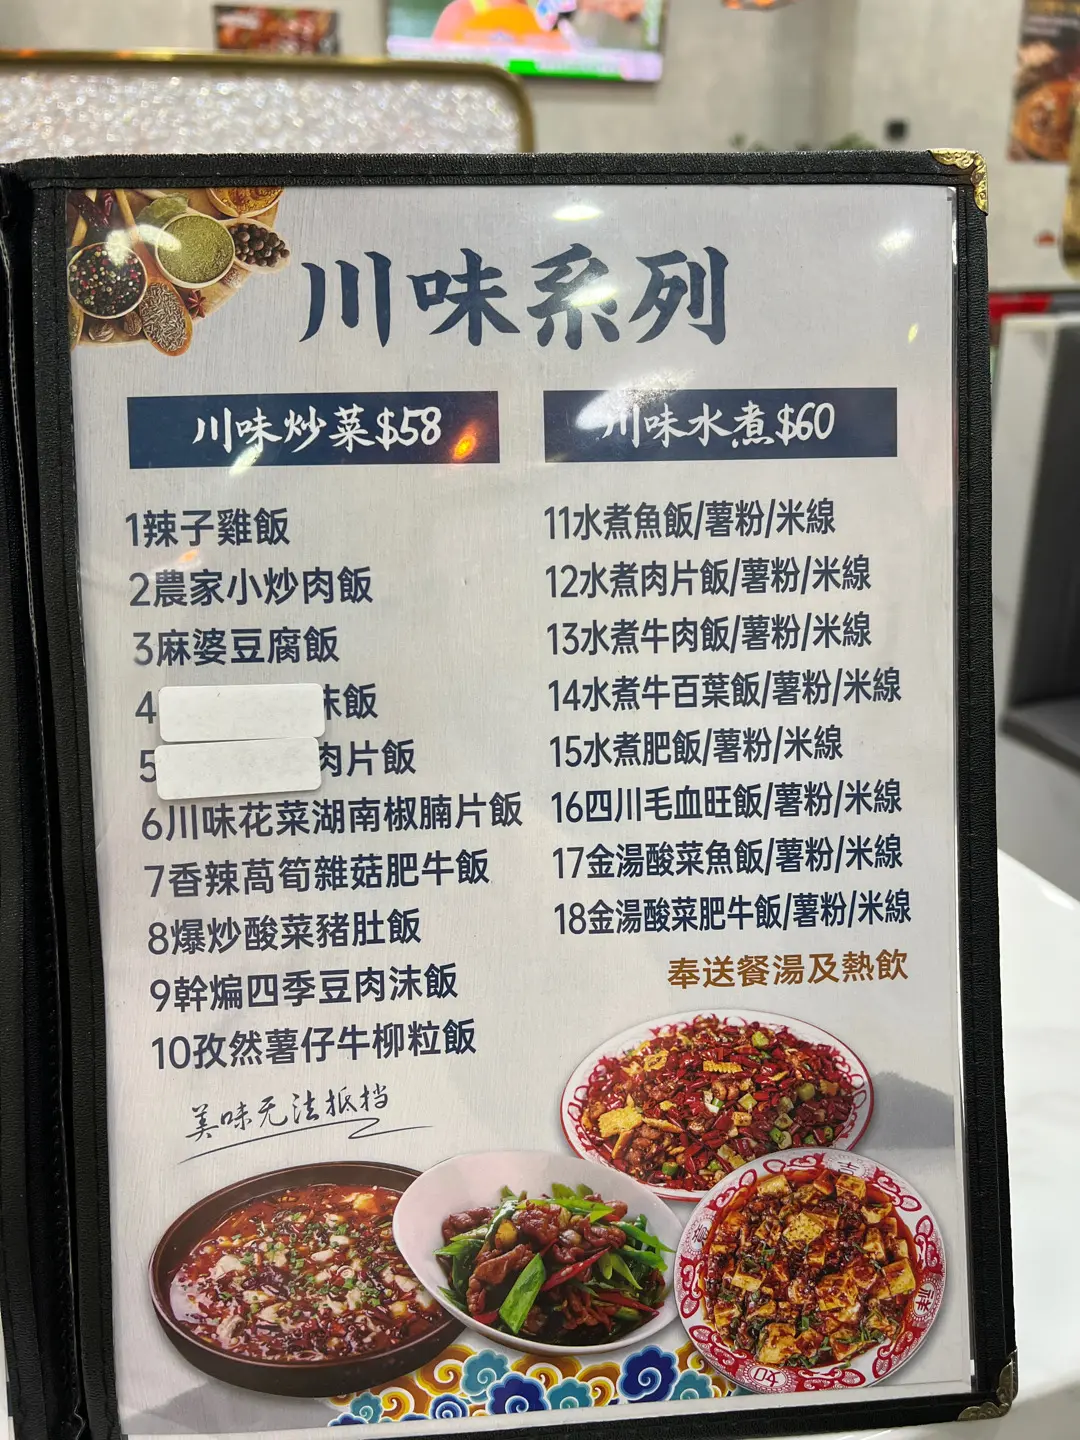 川味系列
川味炒菜$58
1辣子雞飯
2農家小炒肉飯
3麻婆豆腐飯
4 沫飯
5 肉片飯
6川味花菜湖南椒腩片飯
7香辣萵筍雜菇肥牛飯
8爆炒酸菜豬肚飯
9幹煸四季豆肉沫飯
10孜然薯仔牛柳粒飯
美味无法抵挡
川味水煮$60
11水煮魚飯/薯粉/米線
12水煮肉片飯/薯粉/米線
13水煮牛肉飯/薯粉/米線
14水煮牛百葉飯/薯粉/米線
15水煮肥飯/薯粉/米線
16四川毛血旺飯/薯粉/米線
17金湯酸菜魚飯/薯粉/米線
18金湯酸菜肥牛飯/薯粉/米線
奉送餐湯及熱飲